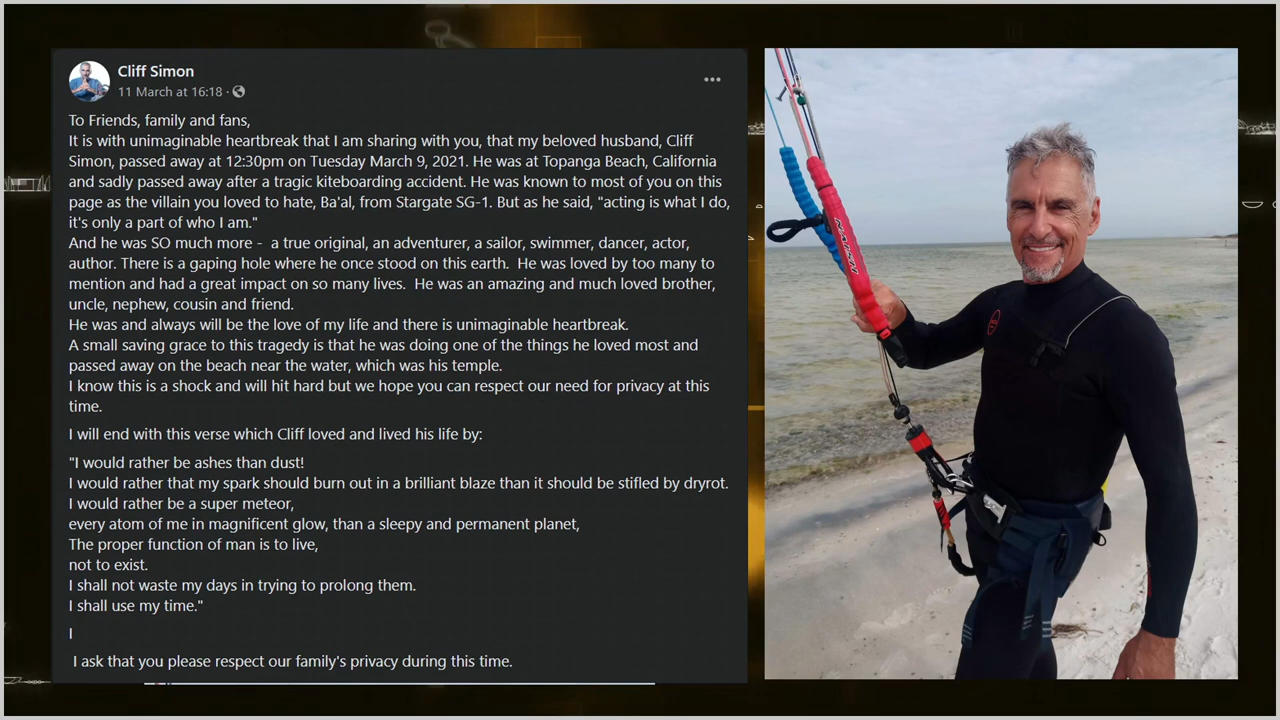 Cliff Simon
11 March at 16:18 ·
To Friends, family and fans,
It is with unimaginable heartbreak that I am sharing with you, that my beloved husband, Cliff
Simon, passed away at 12:30pm on Tuesday March 9, 2021. He was at Topanga Beach, California
and sadly passed away after a tragic kiteboarding accident. He was known to most of you on this
page as the villain you loved to hate, Ba'al, from Stargate SG-1. But as he said, "acting is what I do,
it's only a part of who I am."
And he was SO much more - a true original, an adventurer, a sailor, swimmer, dancer, actor,
author. There is a gaping hole where he once stood on this earth. He was loved by too many to
mention and had a great impact on so many lives. He was an amazing and much loved brother,
uncle, nephew, cousin and friend.
He was and always will be the love of my life and there is unimaginable heartbreak.
A small saving grace to this tragedy is that he was doing one of the things he loved most and
passed away on the beach near the water, which was his temple.
I know this is a shock and will hit hard but we hope you can respect our need for privacy at this
time.
I will end with this verse which Cliff loved and lived his life by:
"I would rather be ashes than dust!
I would rather that my spark should burn out in a brilliant blaze than it should be stifled by dryrot.
I would rather be a super meteor,
every atom of me in magnificent glow, than a sleepy and permanent planet,
The proper function of man is to live,
not to exist.
I shall not waste my days in trying to prolong them.
I shall use my time."
I
I ask that you please respect our family's privacy during this time.
NAISH